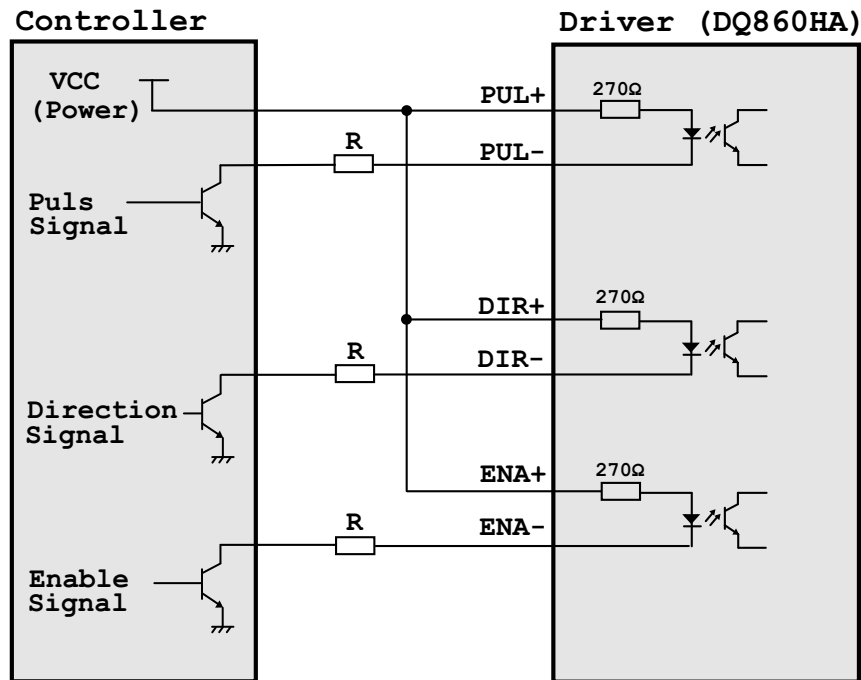 Controller
Driver (DQ860HA)
VCC
(Power)
PUL+
270Ω
R
PUL-
Puls
Signal
DIR+
270Ω
R
DIR-
Direction
Signal
ENA+
270Ω
R
ENA-
Enable
Signal